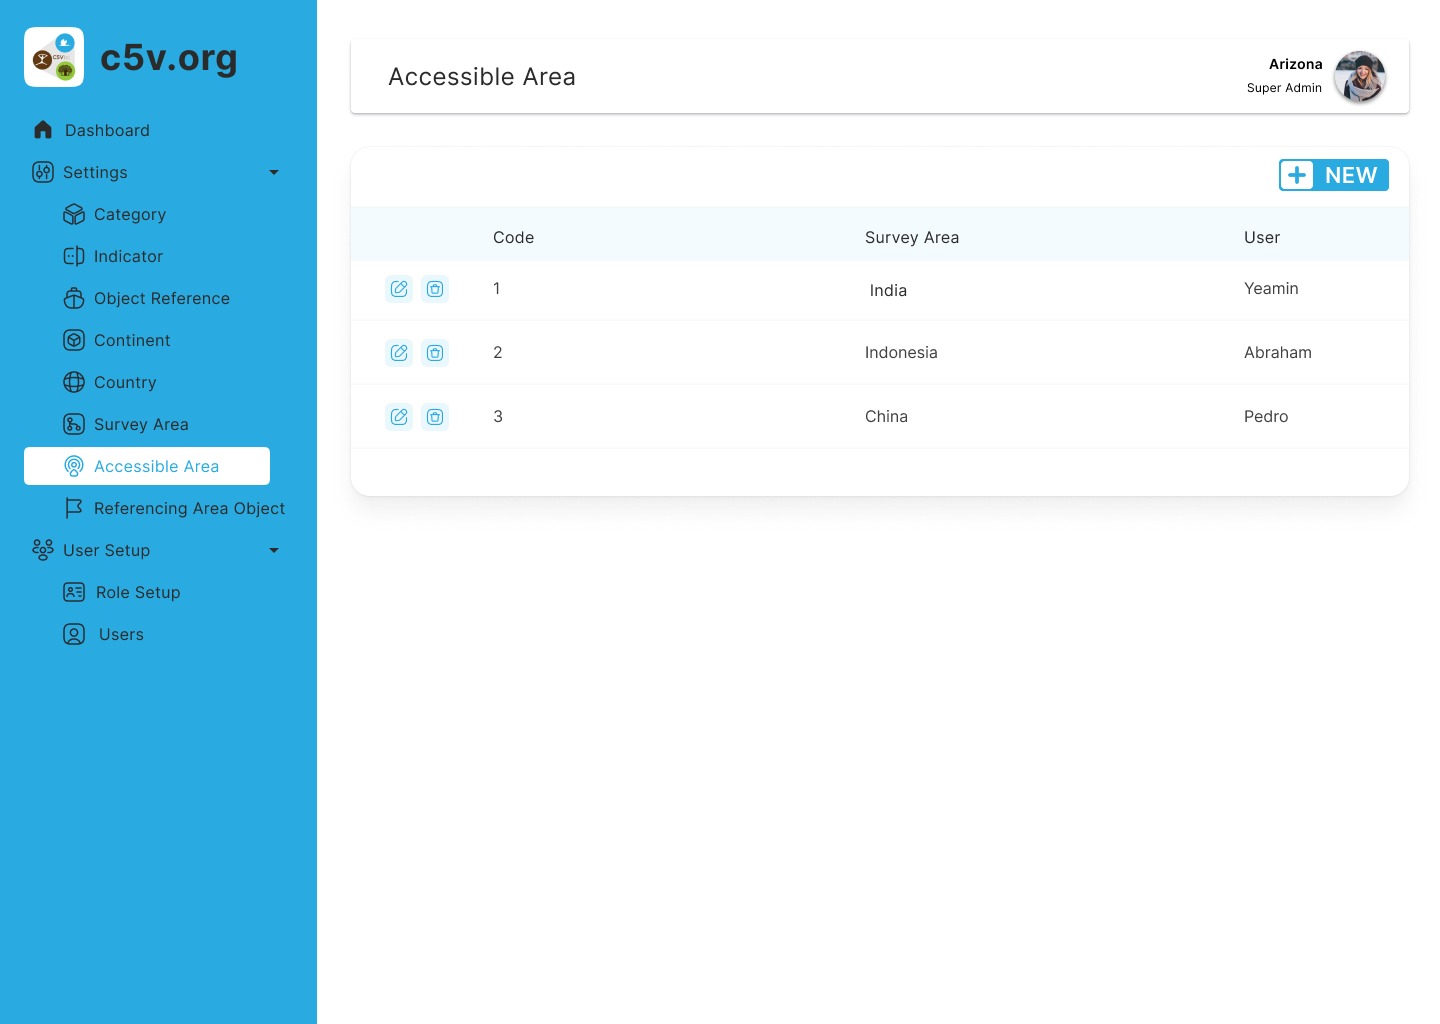 c5v.org
Dashboard
Settings
Category
Indicator
Object Reference
Continent
Country
Survey Area
Accessible Area
Referencing Area Object
User Setup
Role Setup
Users
Accessible Area
Arizona
Super Admin
NEW
Code Survey Area User
1 India Yeamin
2 Indonesia Abraham
3 China Pedro